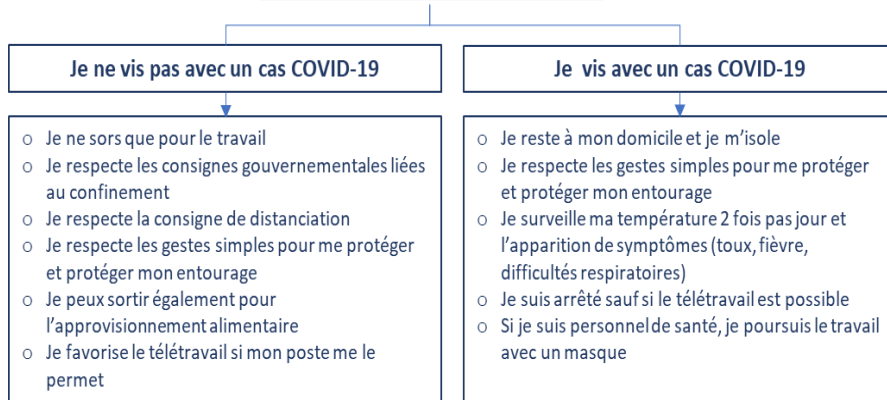 Je ne vis pas avec un cas COVID-19
○ Je ne sors que pour le travail
○ Je respecte les consignes gouvernementales liées
au confinement
○ Je respecte la consigne de distanciation
○ Je respecte les gestes simples pour me protéger
et protéger mon entourage
○ Je peux sortir également pour
l’approvisionnement alimentaire
○ Je favorise le télétravail si mon poste me le
permet
Je vis avec un cas COVID-19
○ Je reste à mon domicile et je m’isole
○ Je respecte les gestes simples pour me protéger
et protéger mon entourage
○ Je surveille ma température 2 fois pas jour et
l’apparition de symptômes (toux, fièvre,
difficultés respiratoires)
○ Je suis arrêté sauf si le télétravail est possible
○ Si je suis personnel de santé, je poursuis le travail
avec un masque